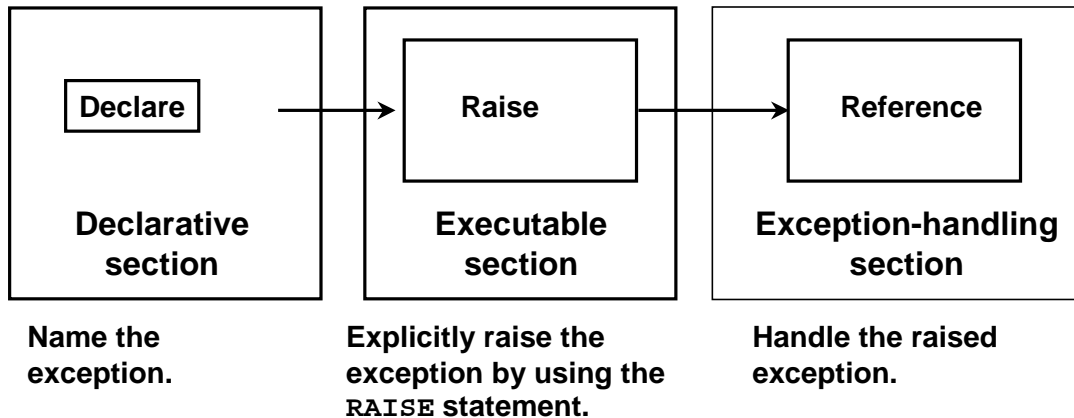 Declare
Raise
Reference
Declarative
section
Executable
section
Exception-handling
section
Name the
exception.
Explicitly raise the
exception by using the
RAISE statement.
Handle the raised
exception.